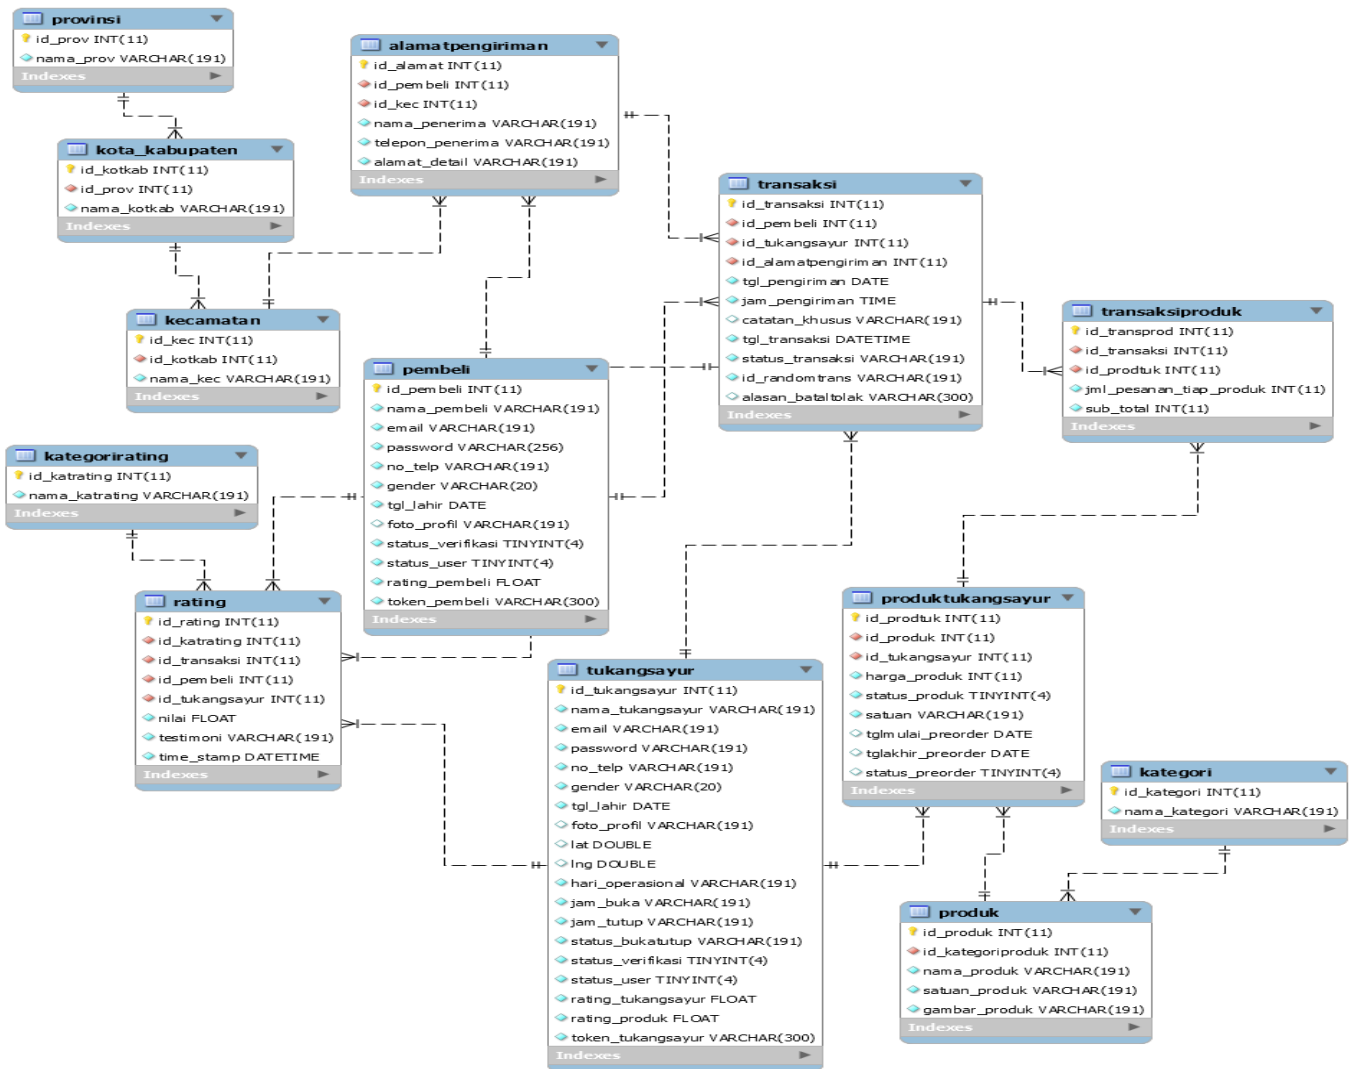 provinsi
id_prov INT(11)
nama_prov VARCHAR(191)
Indexes
alamatpengiriman
id_alamat INT(11)
id_pembeli INT(11)
id_kec INT(11)
nama_penerima VARCHAR(191)
telepon_penerima VARCHAR(191)
alamat_detail VARCHAR(191)
Indexes
kota_kabupaten
id_kotkab INT(11)
id_prov INT(11)
nama_kotkab VARCHAR(191)
Indexes
transaksi
id_transaksi INT(11)
id_pembeli INT(11)
id_tukangsayur INT(11)
id_alamatpengiriman INT(11)
tgl_pengiriman DATE
jam_pengiriman TIME
catatan_khusus VARCHAR(191)
tgl_transaksi DATETIME
status_transaksi VARCHAR(191)
id_randomtrans VARCHAR(191)
alasan_bataltolak VARCHAR(300)
Indexes
kecamatan
id_kec INT(11)
id_kotkab INT(11)
nama_kec VARCHAR(191)
Indexes
transaksiproduk
id_transprod INT(11)
id_transaksi INT(11)
id_prodtuk INT(11)
jml_pesanan_tiap_produk INT(11)
sub_total INT(11)
Indexes
pembeli
id_pembeli INT(11)
nama_pembeli VARCHAR(191)
email VARCHAR(191)
password VARCHAR(256)
no_telp VARCHAR(191)
gender VARCHAR(20)
tgl_lahir DATE
foto_profil VARCHAR(191)
status_verifikasi TINYINT(4)
status_user TINYINT(4)
rating_pembeli FLOAT
token_pembeli VARCHAR(300)
Indexes
kategorirating
id_katrating INT(11)
nama_katrating VARCHAR(191)
Indexes
rating
id_rating INT(11)
id_katrating INT(11)
id_transaksi INT(11)
id_pembeli INT(11)
id_tukangsayur INT(11)
nilai FLOAT
testimoni VARCHAR(191)
time_stamp DATETIME
Indexes
tukangsayur
id_tukangsayur INT(11)
nama_tukangsayur VARCHAR(191)
email VARCHAR(191)
password VARCHAR(191)
no_telp VARCHAR(191)
gender VARCHAR(20)
tgl_lahir DATE
foto_profil VARCHAR(191)
lat DOUBLE
lng DOUBLE
hari_operasional VARCHAR(191)
jam_buka VARCHAR(191)
jam_tutup VARCHAR(191)
status_bukatutup VARCHAR(191)
status_verifikasi TINYINT(4)
status_user TINYINT(4)
rating_tukangsayur FLOAT
rating_produk FLOAT
token_tukangsayur VARCHAR(300)
Indexes
produktukangsayur
id_prodtuk INT(11)
id_produk INT(11)
id_tukangsayur INT(11)
harga_produk INT(11)
status_produk TINYINT(4)
satuan VARCHAR(191)
tglmulai_preorder DATE
tglakhir_preorder DATE
status_preorder TINYINT(4)
Indexes
kategori
id_kategori INT(11)
nama_kategori VARCHAR(191)
Indexes
produk
id_produk INT(11)
id_kategoriproduk INT(11)
nama_produk VARCHAR(191)
satuan_produk VARCHAR(191)
gambar_produk VARCHAR(191)
Indexes